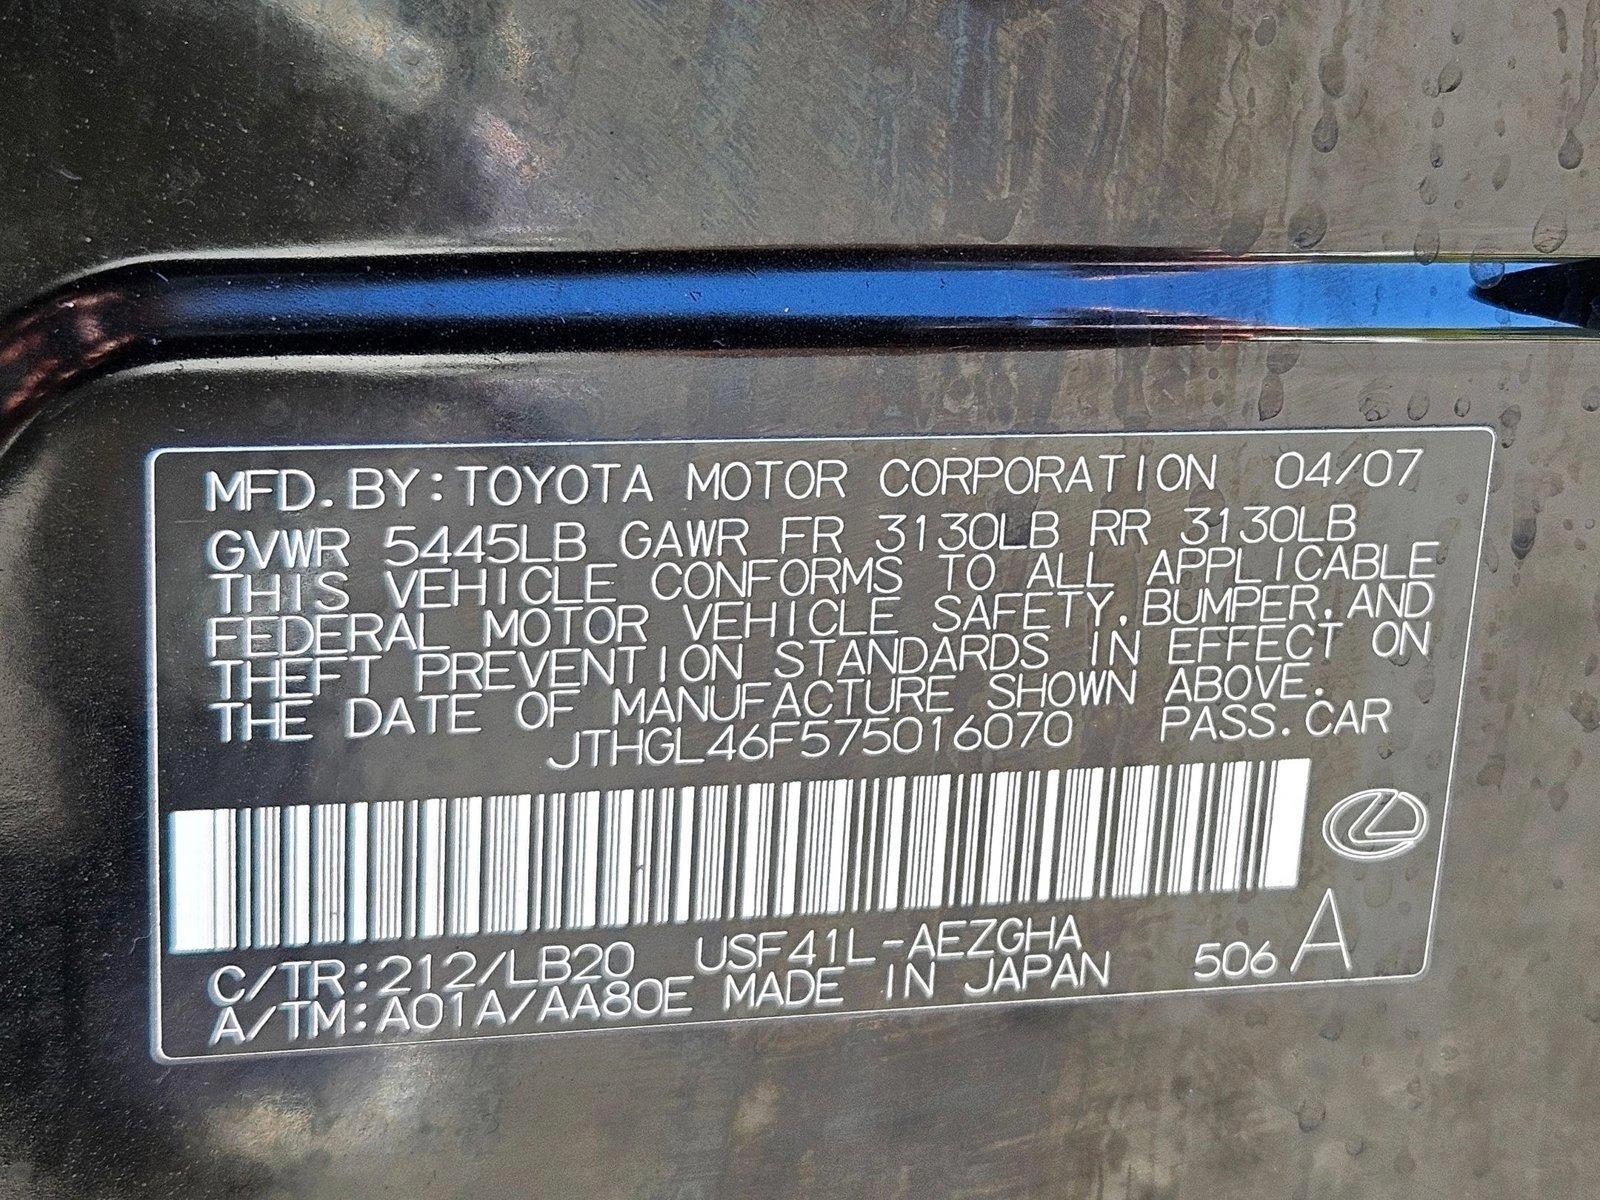 MFD. BY: TOYOTA MOTOR CORPORATION 04/07
GVWR 5445LB GAWR FR 3130LB RR 3130LB
THIS VEHICLE CONFORMS TO ALL APPLICABLE
FEDERAL MOTOR VEHICLE SAFETY, BUMPER, AND
THEFT PREVENTION STANDARDS IN EFFECT ON
THE DATE OF MANUFACTURE SHOWN ABOVE.
JTHGL46F575016070 PASS. CAR
C/TR: 212/LB20 USF41L-AEZGHA
A/TM: A01A/AA80E MADE IN JAPAN 506 A